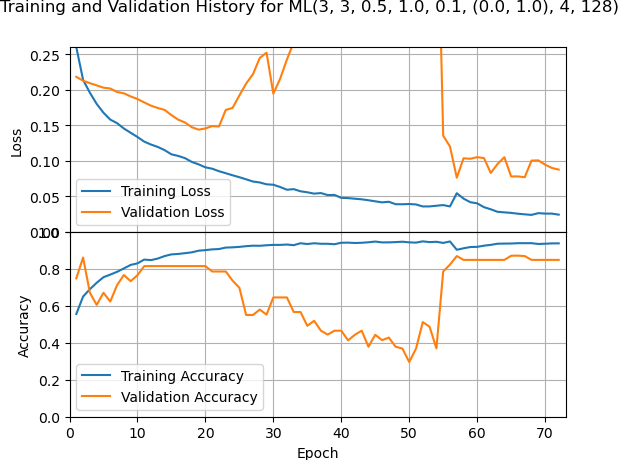 Training and Validation History for ML(3, 3, 0.5, 1.0, 0.1, (0.0, 1.0), 4, 128)
0.25
0.20
0.15
0.10
0.05
0.00
Loss
Training Loss
Validation Loss
1.0
0.8
0.6
0.4
0.2
0.0
Accuracy
Training Accuracy
Validation Accuracy
0 10 20 30 40 50 60 70
Epoch